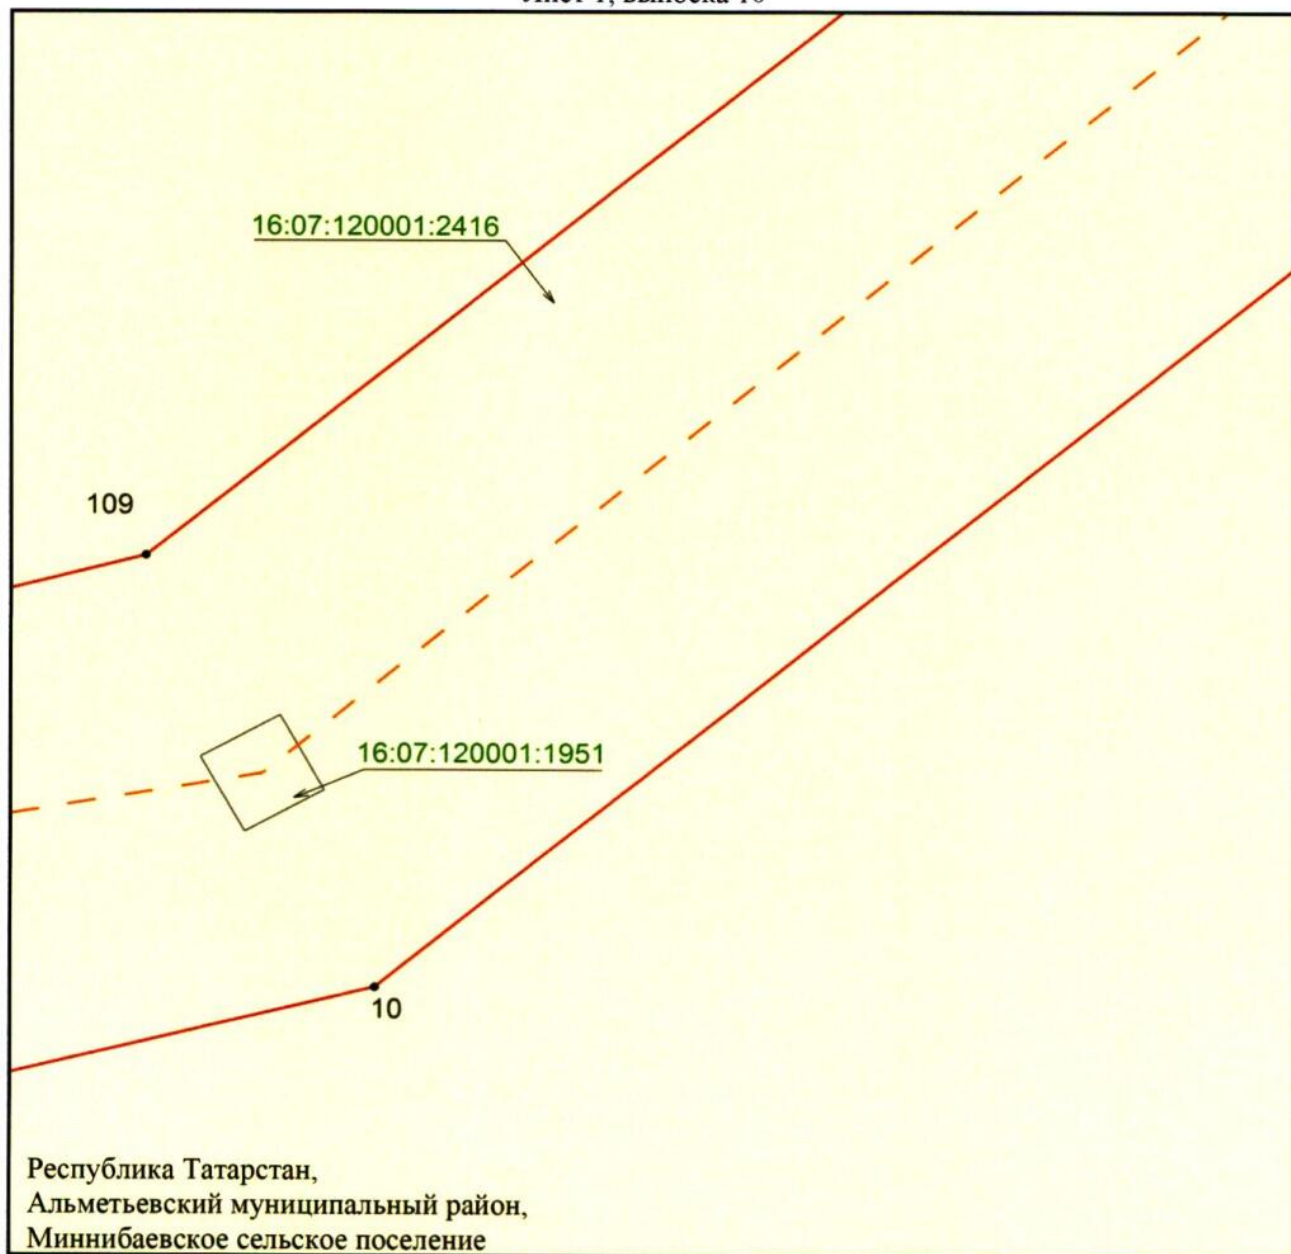 16:07:120001:2416
109
16:07:120001:1951
10
Республика Татарстан,
Альметьевский муниципальный район,
Миннибаевское сельское поселение